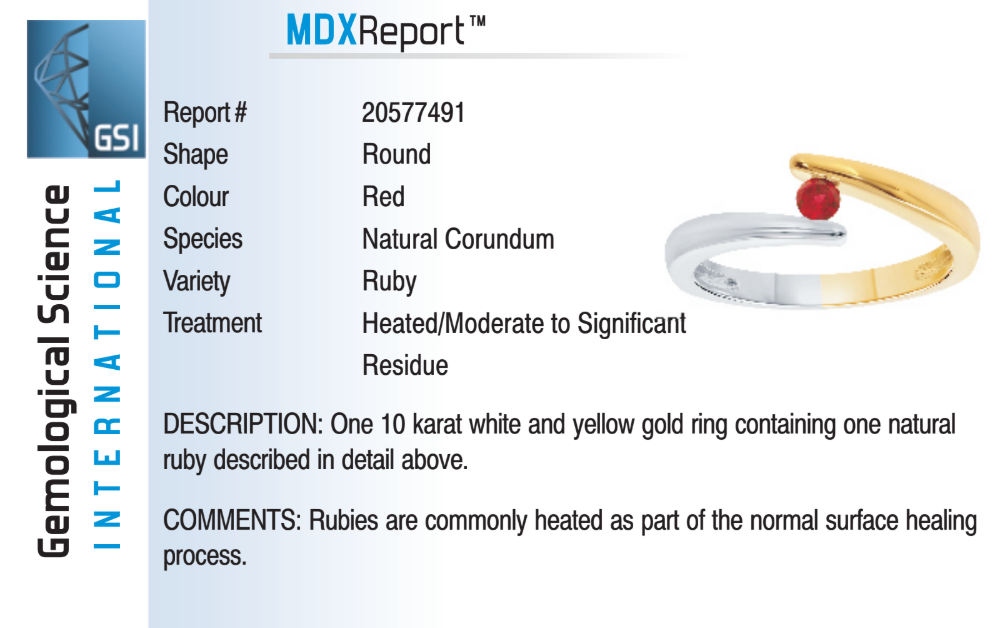 MDXReport™
GSI
Gemological Science
INTERNATIONAL
Report # 20577491
Shape Round
Colour Red
Species Natural Corundum
Variety Ruby
Treatment Heated/Moderate to Significant
Residue
DESCRIPTION: One 10 karat white and yellow gold ring containing one natural
ruby described in detail above.
COMMENTS: Rubies are commonly heated as part of the normal surface healing
process.